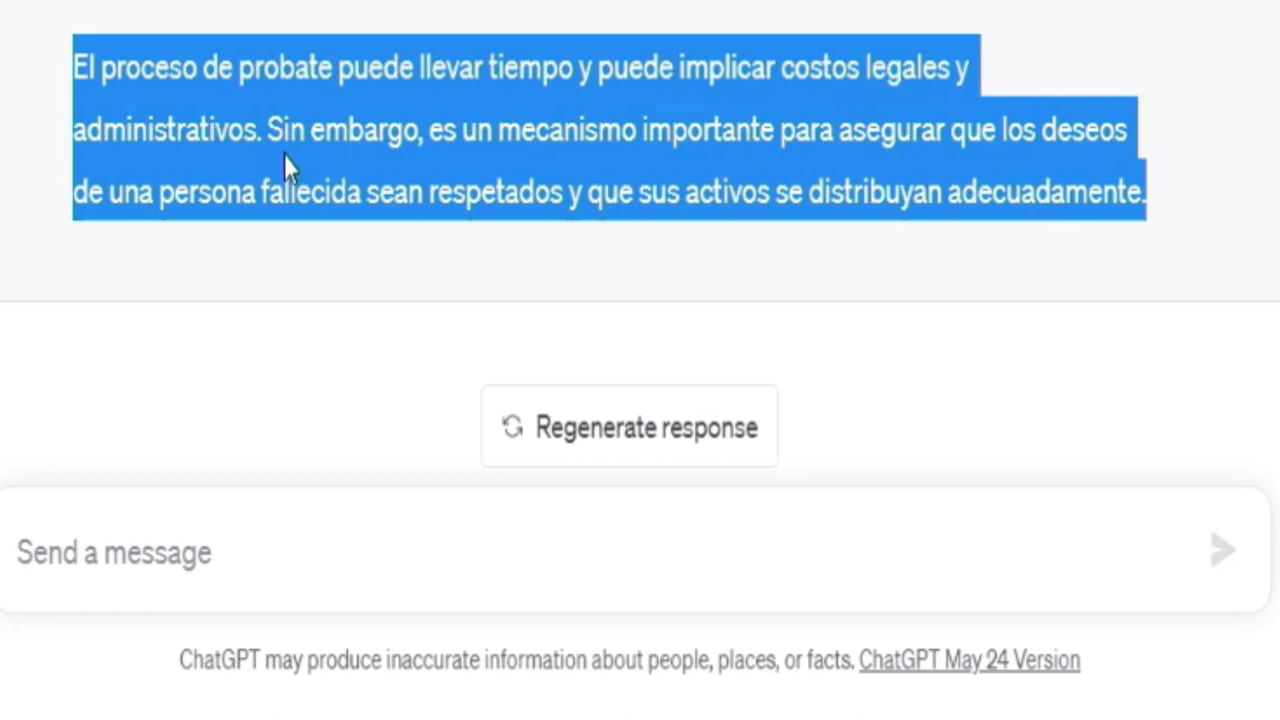 El proceso de probate puede llevar tiempo y puede implicar costos legales y
administrativos. Sin embargo, es un mecanismo importante para asegurar que los deseos
de una persona fallecida sean respetados y que sus activos se distribuyan adecuadamente.
Regenerate response
Send a message
ChatGPT may produce inaccurate information about people, places, or facts. ChatGPT May 24 Version